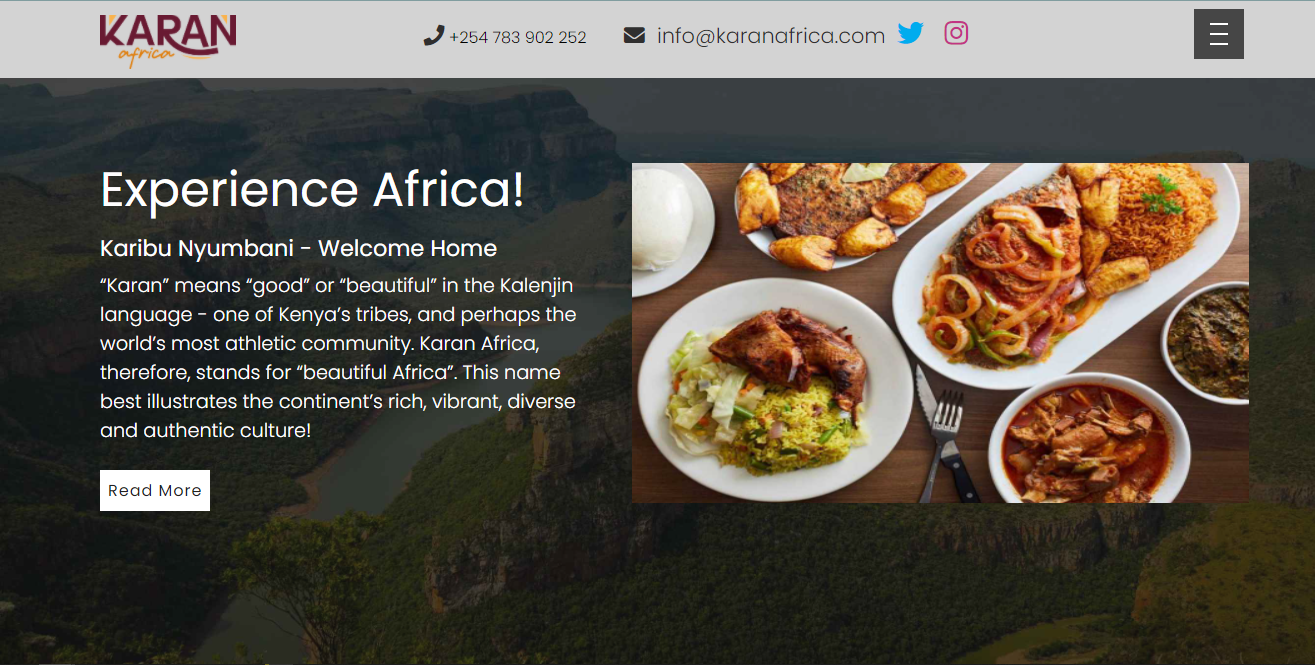 KARAN
africa
+254 783 902 252
info@karanafrica.com
Experience Africa!
Karibu Nyumbani - Welcome Home
“Karan” means “good” or “beautiful” in the Kalenjin
language - one of Kenya’s tribes, and perhaps the
world’s most athletic community. Karan Africa,
therefore, stands for “beautiful Africa”. This name
best illustrates the continent’s rich, vibrant, diverse
and authentic culture!
Read More